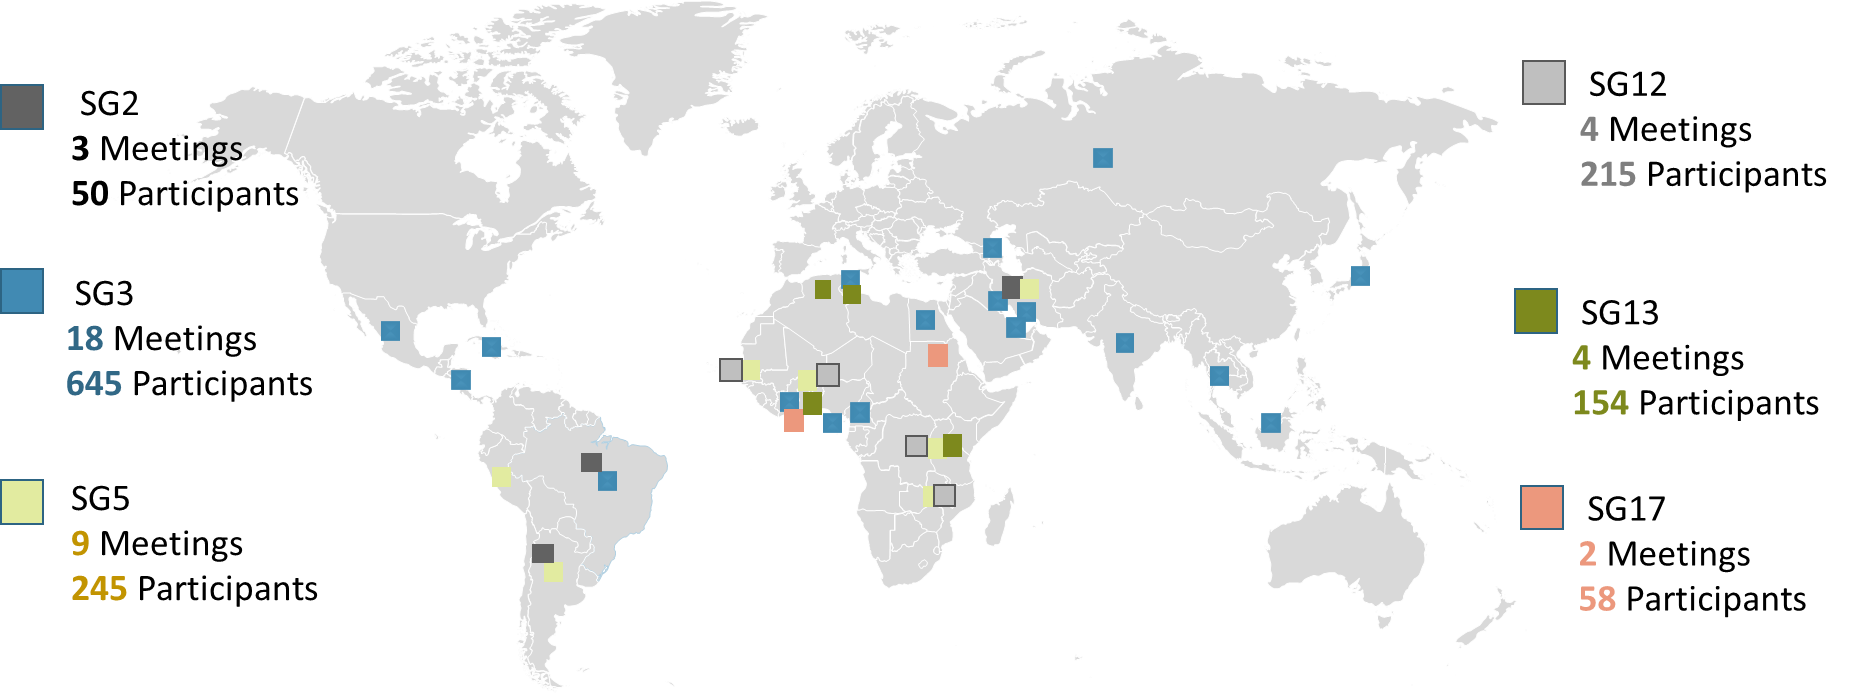 SG2
3 Meetings
50 Participants
SG3
18 Meetings
645 Participants
SG5
9 Meetings
245 Participants
SG12
4 Meetings
215 Participants
SG13
4 Meetings
154 Participants
SG17
2 Meetings
58 Participants